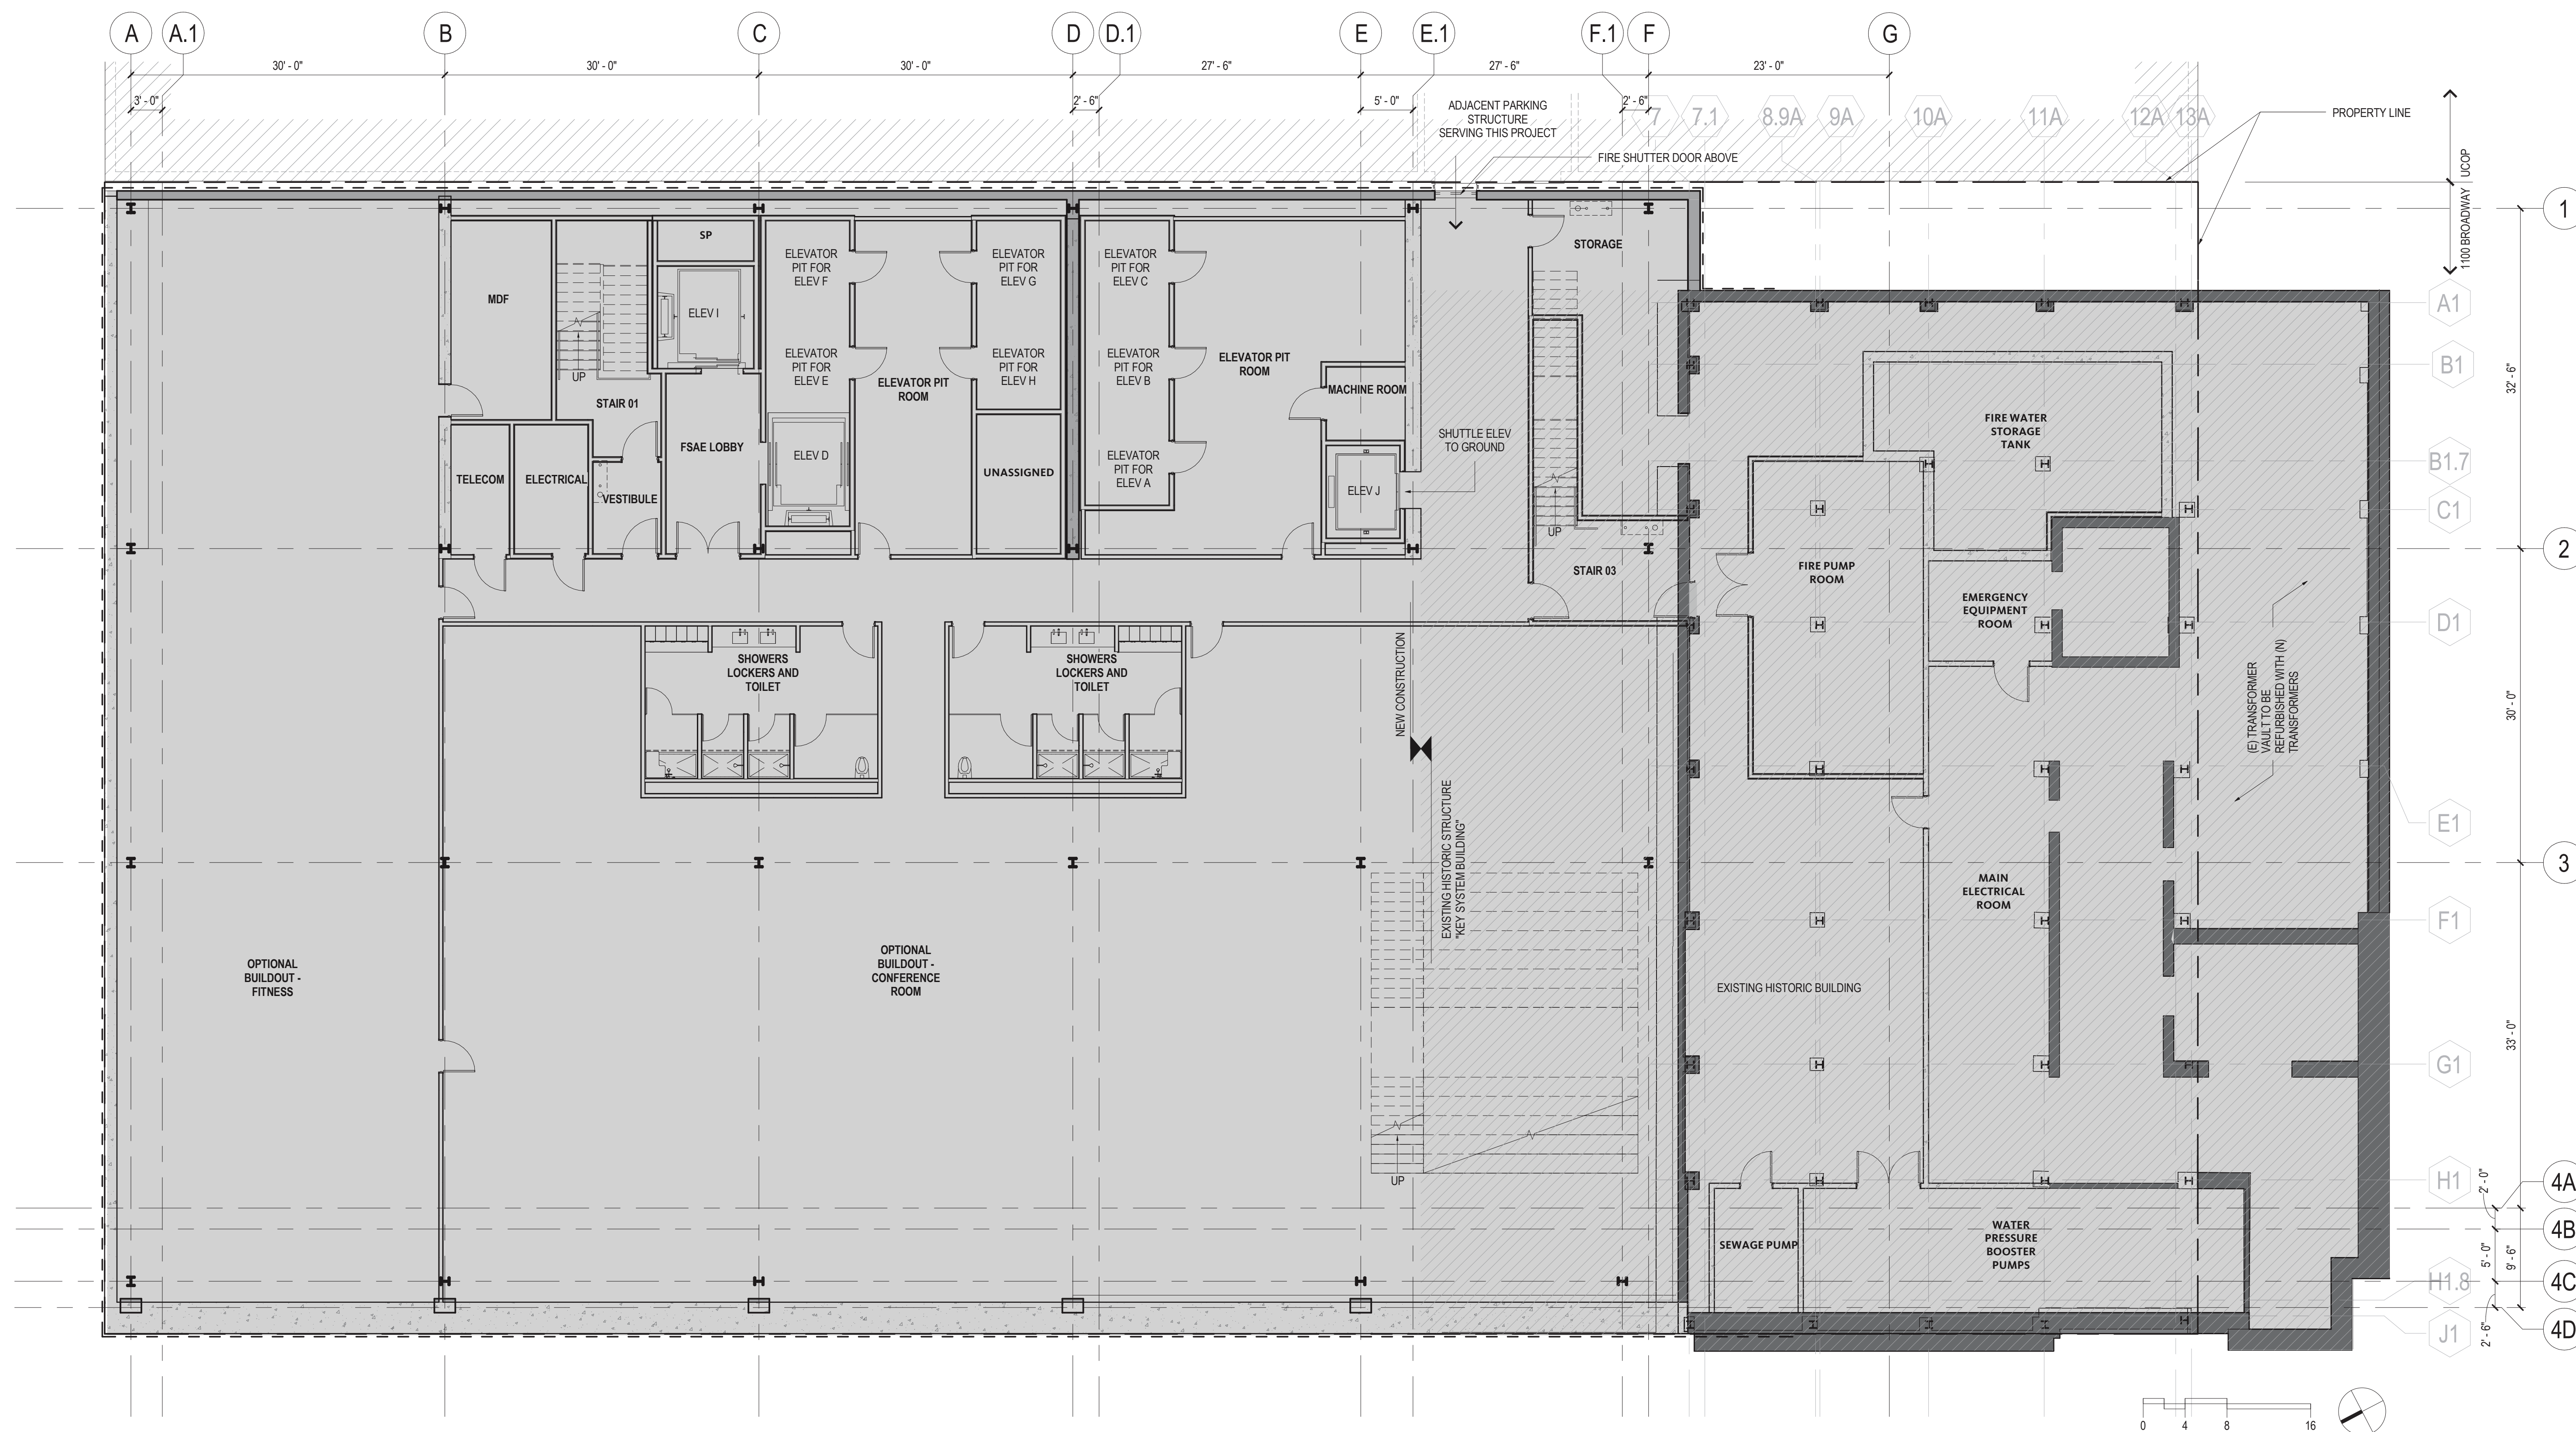 A
A.1
B
C
D
D.1
E
E.1
F.1
F
G
30' - 0"
30' - 0"
30' - 0"
27' - 6"
27' - 6"
23' - 0"
3' - 0"
2' - 6"
5' - 0"
2' - 6"
7
7.1
8.9A
9A
10A
11A
12A
13A
ADJACENT PARKING
STRUCTURE
SERVING THIS PROJECT
FIRE SHUTTER DOOR ABOVE
PROPERTY LINE
UCOP
1100 BROADWAY
1
2
3
4A
4B
4C
4D
32' - 6"
30' - 0"
33' - 0"
2' - 0"
5' - 0"
9' - 6"
2' - 6"
A1
B1
B1.7
C1
D1
E1
F1
G1
H1
H1.8
J1
MDF
UP
STAIR 01
SP
ELEV I
TELECOM
ELECTRICAL
VESTIBULE
FSAE LOBBY
ELEVATOR
PIT FOR
ELEV F
ELEVATOR
PIT FOR
ELEV E
ELEV D
ELEVATOR PIT
ROOM
ELEVATOR
PIT FOR
ELEV G
ELEVATOR
PIT FOR
ELEV H
UNASSIGNED
ELEVATOR
PIT FOR
ELEV C
ELEVATOR
PIT FOR
ELEV B
ELEVATOR
PIT FOR
ELEV A
ELEVATOR PIT
ROOM
MACHINE ROOM
ELEV J
SHUTTLE ELEV
TO GROUND
STORAGE
UP
STAIR 03
FIRE WATER
STORAGE
TANK
FIRE PUMP
ROOM
EMERGENCY
EQUIPMENT
ROOM
(E) TRANSFORMER
VAULT TO BE
REFURBISHED WITH (N)
TRANSFORMERS
SHOWERS
LOCKERS AND
TOILET
SHOWERS
LOCKERS AND
TOILET
NEW CONSTRUCTION
EXISTING HISTORIC STRUCTURE
"KEY SYSTEM BUILDING"
OPTIONAL
BUILDOUT -
FITNESS
OPTIONAL
BUILDOUT -
CONFERENCE
ROOM
UP
EXISTING HISTORIC BUILDING
MAIN
ELECTRICAL
ROOM
SEWAGE PUMP
WATER
PRESSURE
BOOSTER
PUMPS
0
4
8
16